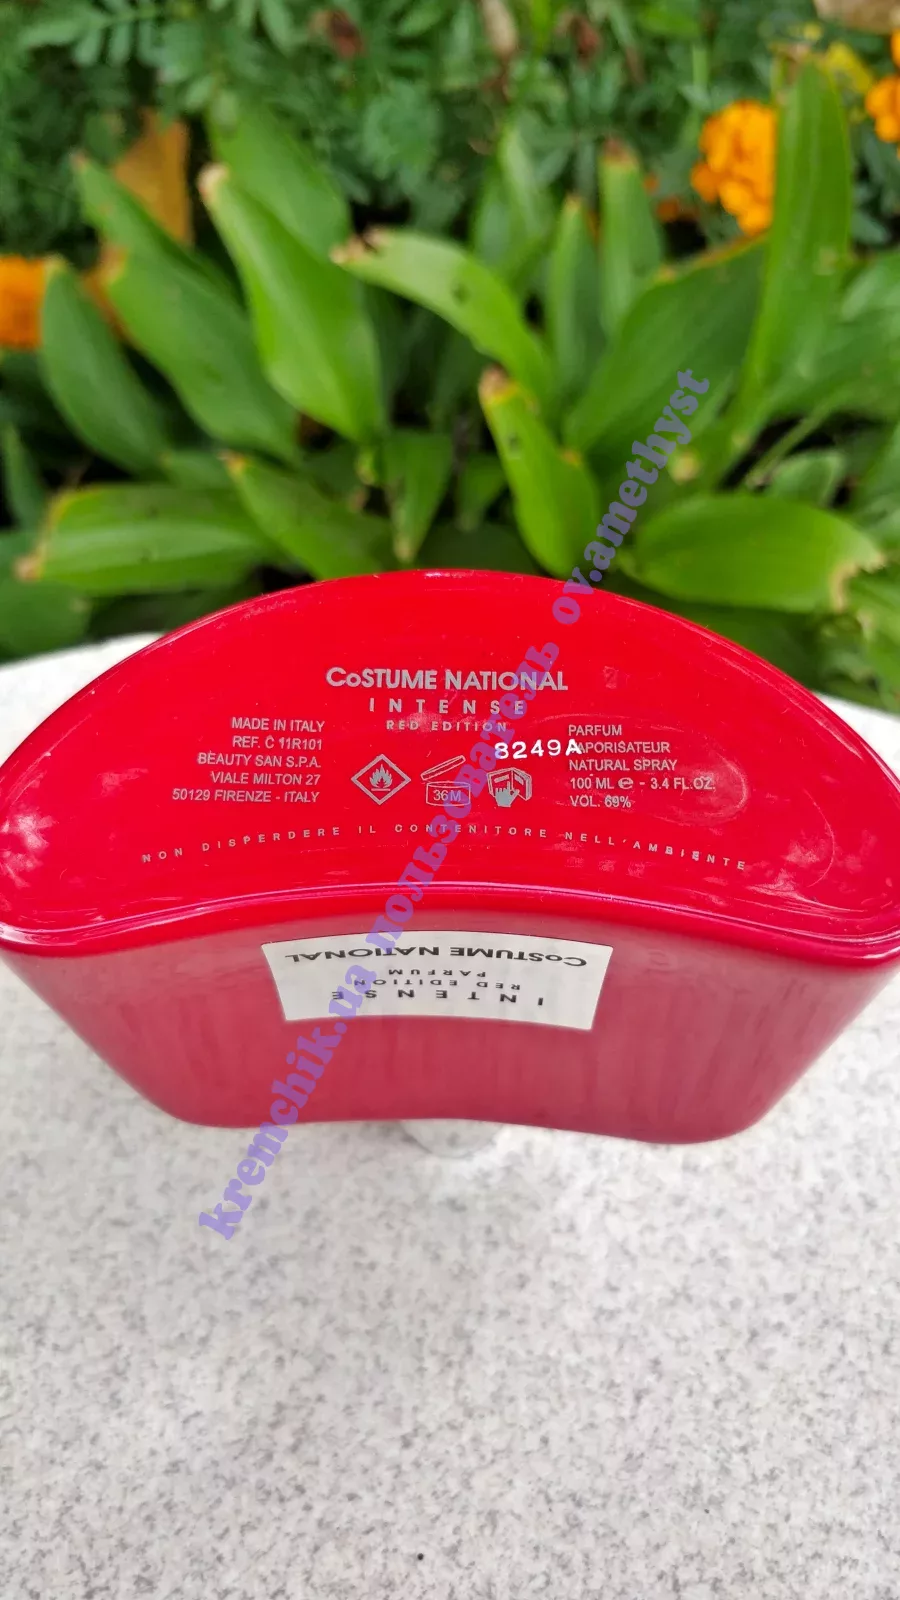 CoSTUME NATIONAL
INTENSE
RED EDITION
MADE IN ITALY
REF. C 11R101
BEAUTY SAN S.P.A.
VIALE MILTON 27
50129 FIRENZE - ITALY
36M
8249A
PARFUM
VAPORISATEUR
NATURAL SPRAY
100 ML e - 3.4 FL.OZ.
VOL. 69%
NON DISPERDERE IL CONTENITORE NELL'AMBIENTE
CoSTUME NATIONAL
PARFUM
RED EDITION
INTENSE
kremchik.ua пользователь ov.amethyst